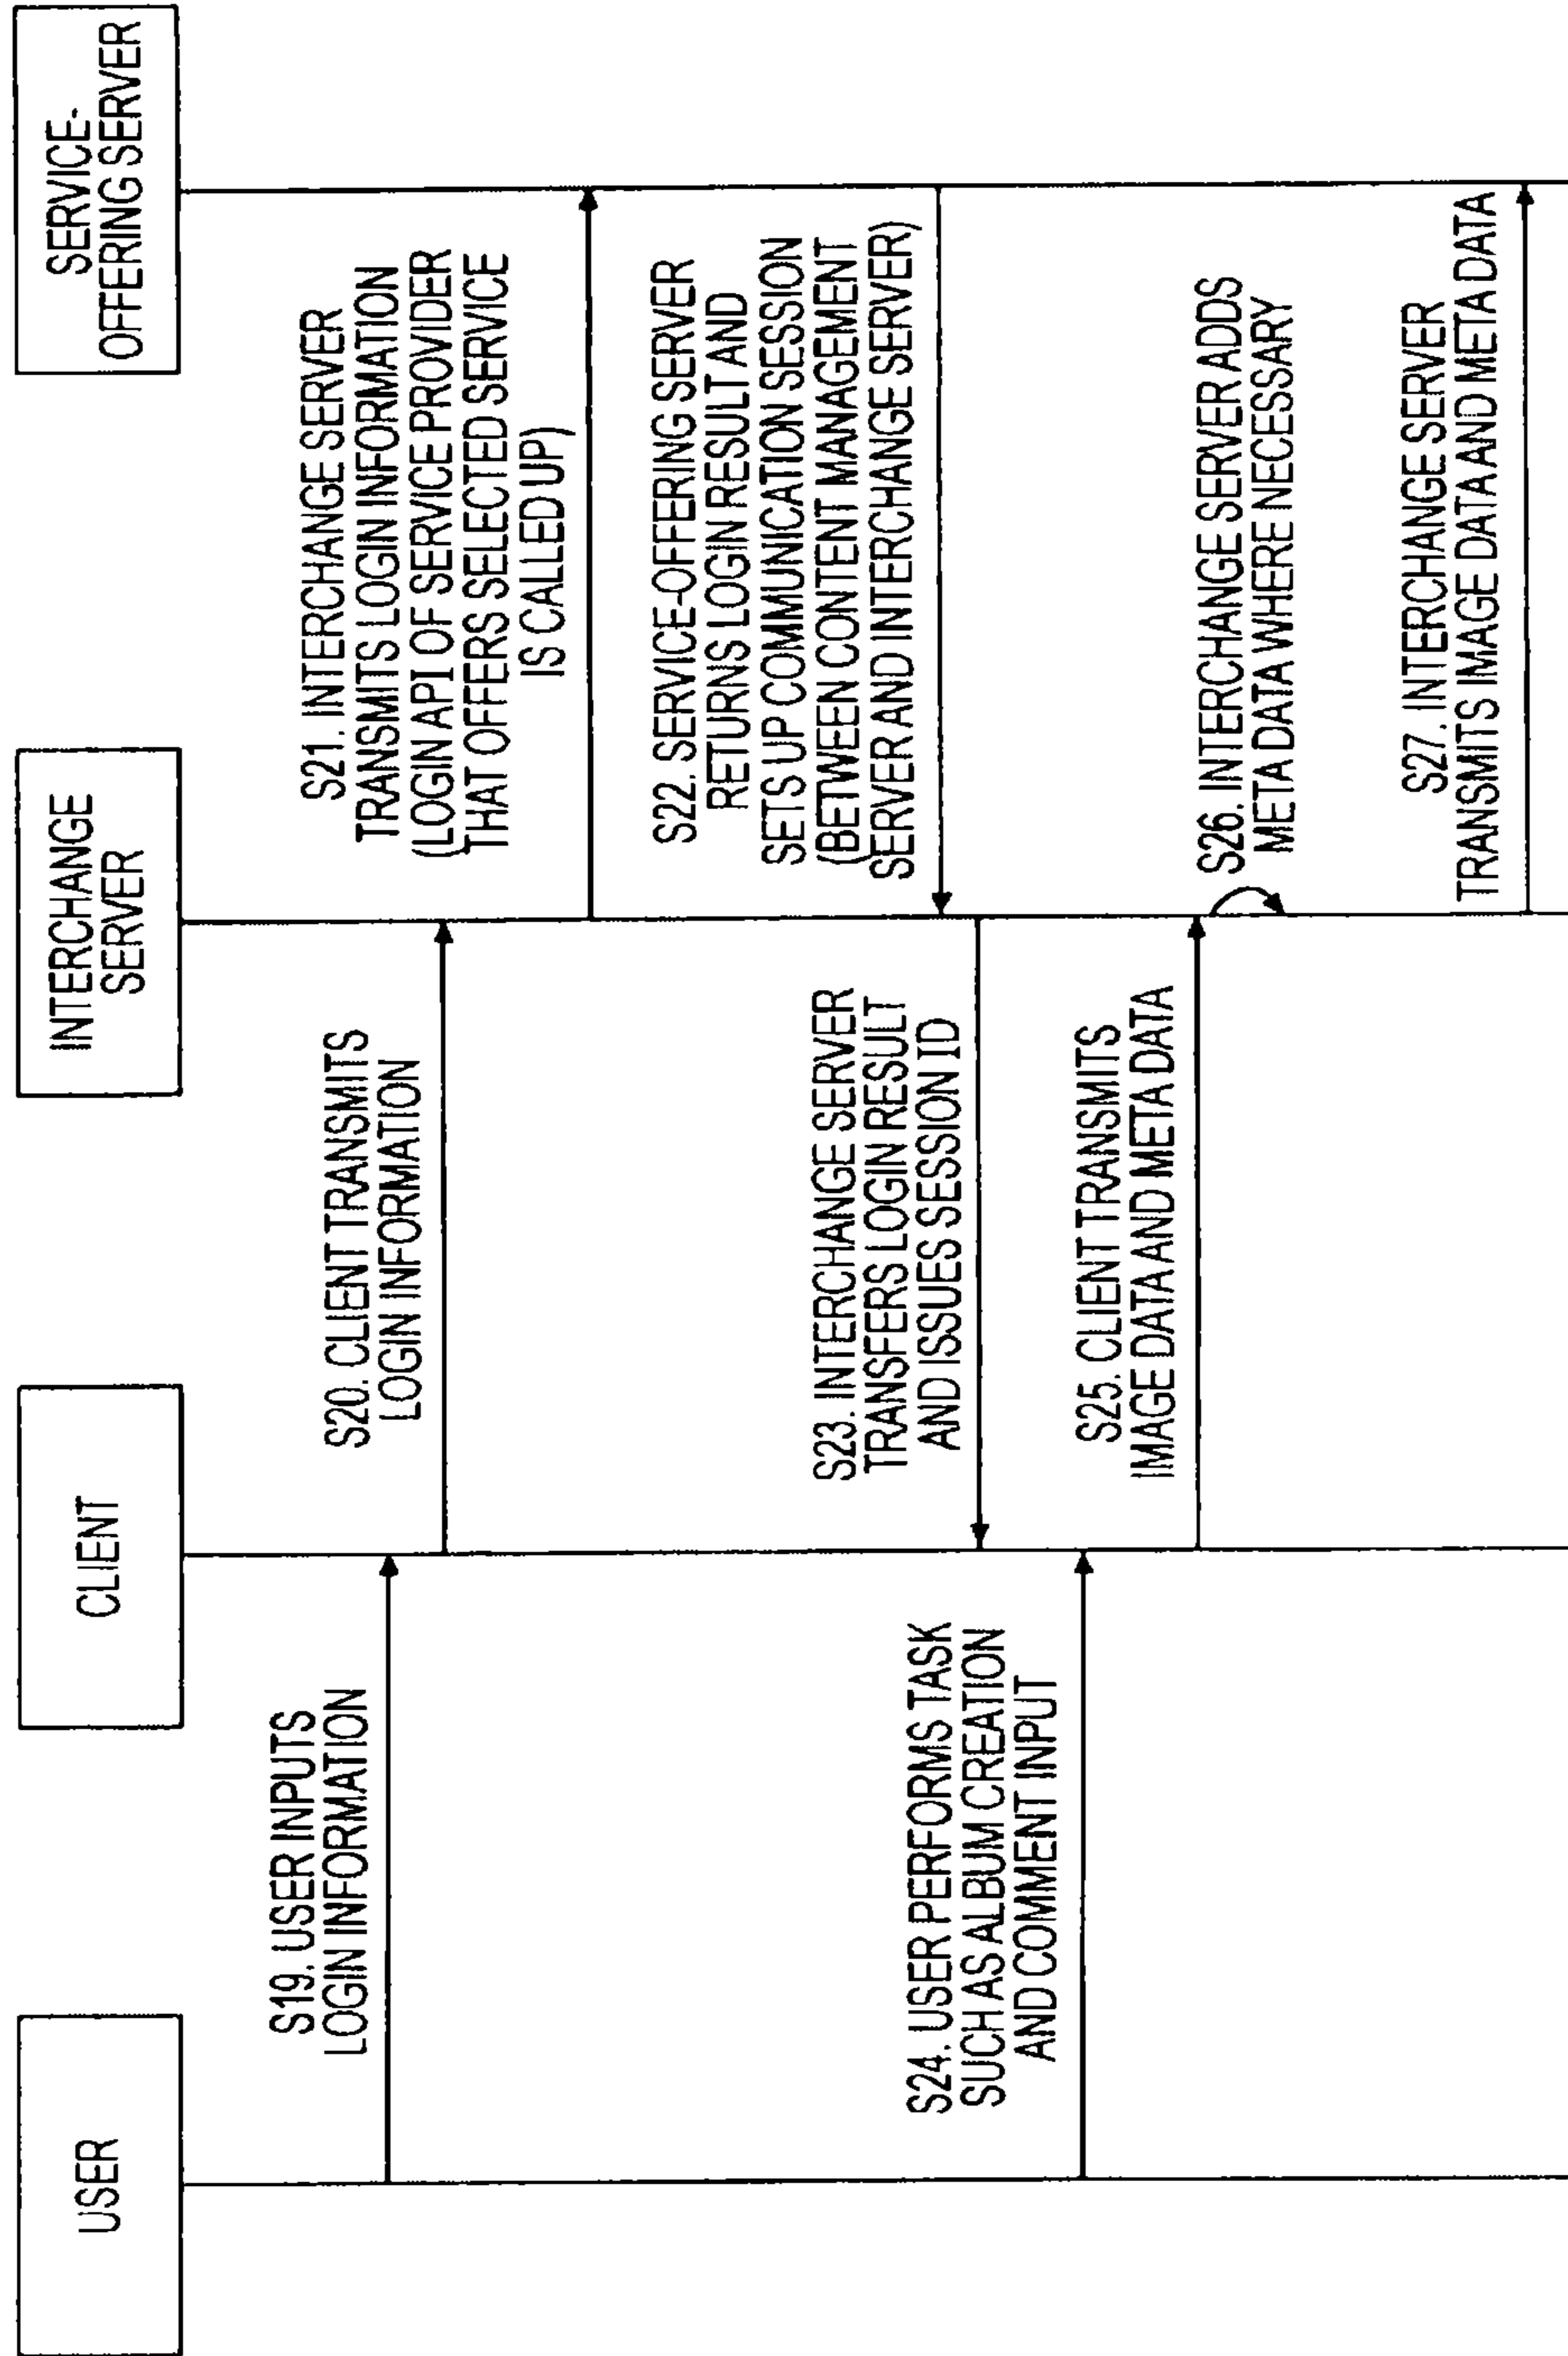 USER
CLIENT
INTERCHANGE
SERVER
SERVICE-
OFFERING SERVER
S19. USER INPUTS
LOGIN INFORMATION
S20. CLIENT TRANSMITS
LOGIN INFORMATION
S21. INTERCHANGE SERVER
TRANSMITS LOGIN INFORMATION
(LOGIN API OF SERVICE PROVIDER
THAT OFFERS SELECTED SERVICE
IS CALLED UP)
S22. SERVICE-OFFERING SERVER
RETURNS LOGIN RESULT AND
SETS UP COMMUNICATION SESSION
(BETWEEN CONTENT MANAGEMENT
SERVER AND INTERCHANGE SERVER)
S23. INTERCHANGE SERVER
TRANSFERS LOGIN RESULT
AND ISSUES SESSION ID
S24. USER PERFORMS TASK
SUCH AS ALBUM CREATION
AND COMMENT INPUT
S25. CLIENT TRANSMITS
IMAGE DATA AND META DATA
S26. INTERCHANGE SERVER ADDS
META DATA WHERE NECESSARY
S27. INTERCHANGE SERVER
TRANSMITS IMAGE DATA AND META DATA